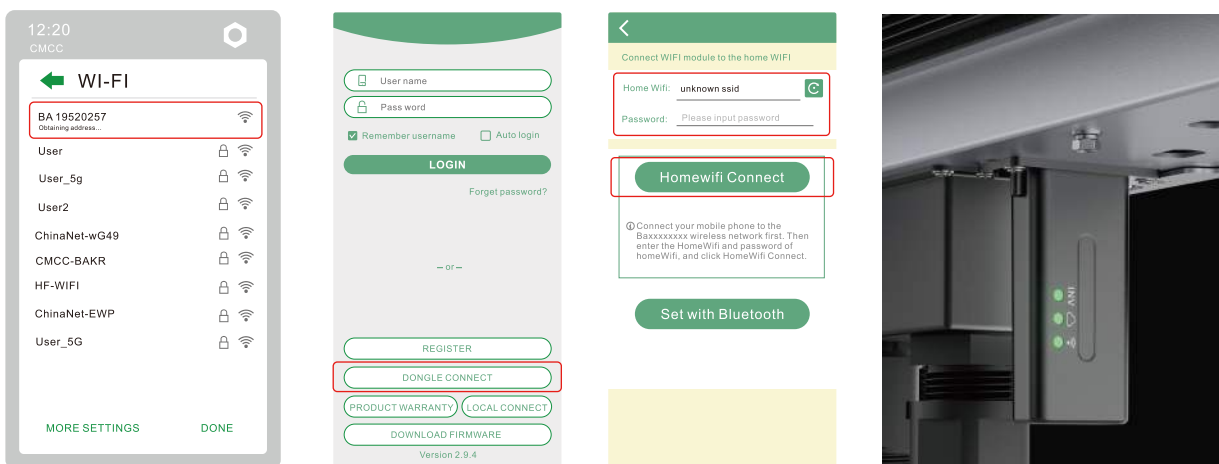 12:20
CMCC
WI-FI
BA 19520257
Obtaining address...
User
User_5g
User2
ChinaNet-wG49
CMCC-BAKR
HF-WIFI
ChinaNet-EWP
User_5G
MORE SETTINGS
DONE
User name
Pass word
Remember username
Auto login
LOGIN
Forget password?
– or –
REGISTER
DONGLE CONNECT
PRODUCT WARRANTY
LOCAL CONNECT
DOWNLOAD FIRMWARE
Version 2.9.4
Connect WIFI module to the home WIFI
Home Wifi: unknown ssid
Password: Please input password
Homewifi Connect
Connect your mobile phone to the
Baxxxxxxxx wireless network first. Then
enter the HomeWifi and password of
homeWifi, and click HomeWifi Connect.
Set with Bluetooth
INV